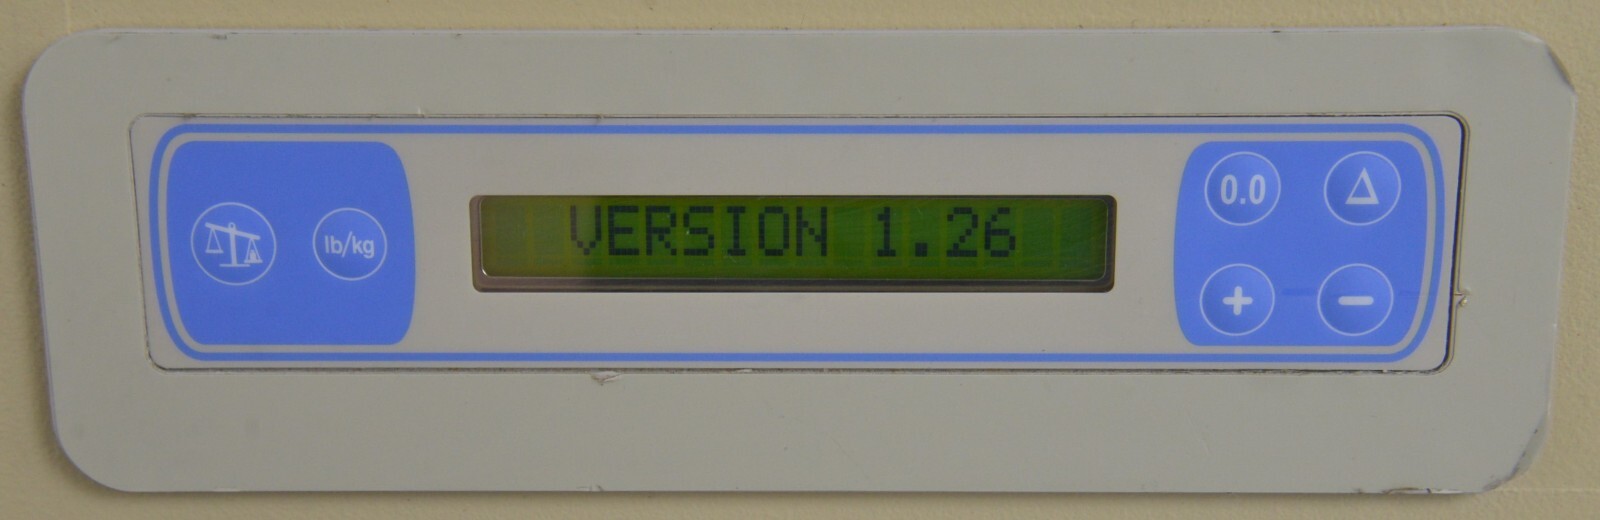 lb/kg
VERSION 1.26
0.0 Δ
+ −